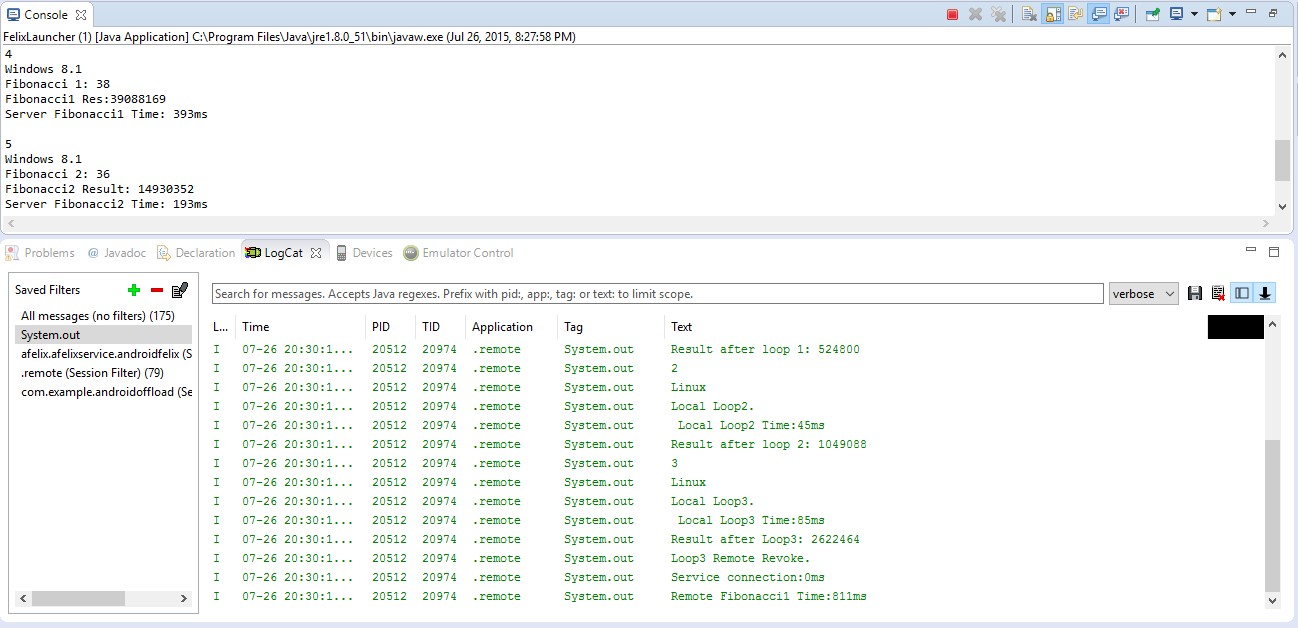 Console
FelixLauncher (1) [Java Application] C:\Program Files\Java\jre1.8.0_51\bin\javaw.exe (Jul 26, 2015, 8:27:58 PM)
4
Windows 8.1
Fibonacci 1: 38
Fibonacci1 Res:39088169
Server Fibonacci1 Time: 393ms
5
Windows 8.1
Fibonacci 2: 36
Fibonacci2 Result: 14930352
Server Fibonacci2 Time: 193ms
Problems @ Javadoc Declaration LogCat Devices Emulator Control
Saved Filters
All messages (no filters) (175)
System.out
afelix.afelixservice.androidfelix (S
.remote (Session Filter) (79)
com.example.androidoffload (Se
Search for messages. Accepts Java regexes. Prefix with pid:, app:, tag: or text: to limit scope.
verbose
L... Time PID TID Application Tag Text
I 07-26 20:30:1... 20512 20974 .remote System.out Result after loop 1: 524800
I 07-26 20:30:1... 20512 20974 .remote System.out 2
I 07-26 20:30:1... 20512 20974 .remote System.out Linux
I 07-26 20:30:1... 20512 20974 .remote System.out Local Loop2.
I 07-26 20:30:1... 20512 20974 .remote System.out Local Loop2 Time:45ms
I 07-26 20:30:1... 20512 20974 .remote System.out Result after loop 2: 1049088
I 07-26 20:30:1... 20512 20974 .remote System.out 3
I 07-26 20:30:1... 20512 20974 .remote System.out Linux
I 07-26 20:30:1... 20512 20974 .remote System.out Local Loop3.
I 07-26 20:30:1... 20512 20974 .remote System.out Local Loop3 Time:85ms
I 07-26 20:30:1... 20512 20974 .remote System.out Result after Loop3: 2622464
I 07-26 20:30:1... 20512 20974 .remote System.out Loop3 Remote Revoke.
I 07-26 20:30:1... 20512 20974 .remote System.out Service connection:0ms
I 07-26 20:30:1... 20512 20974 .remote System.out Remote Fibonacci1 Time:811ms